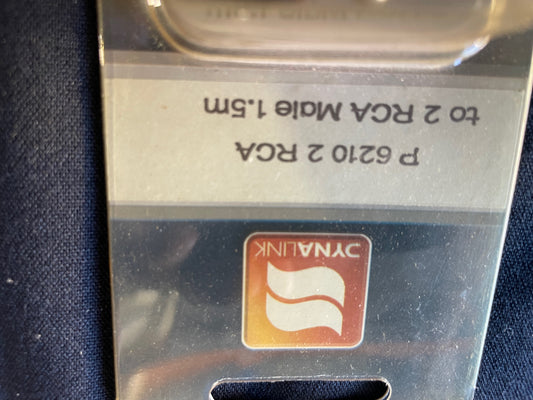 DYNALINK
P 6210 2 RCA
to 2 RCA Male 1.5m